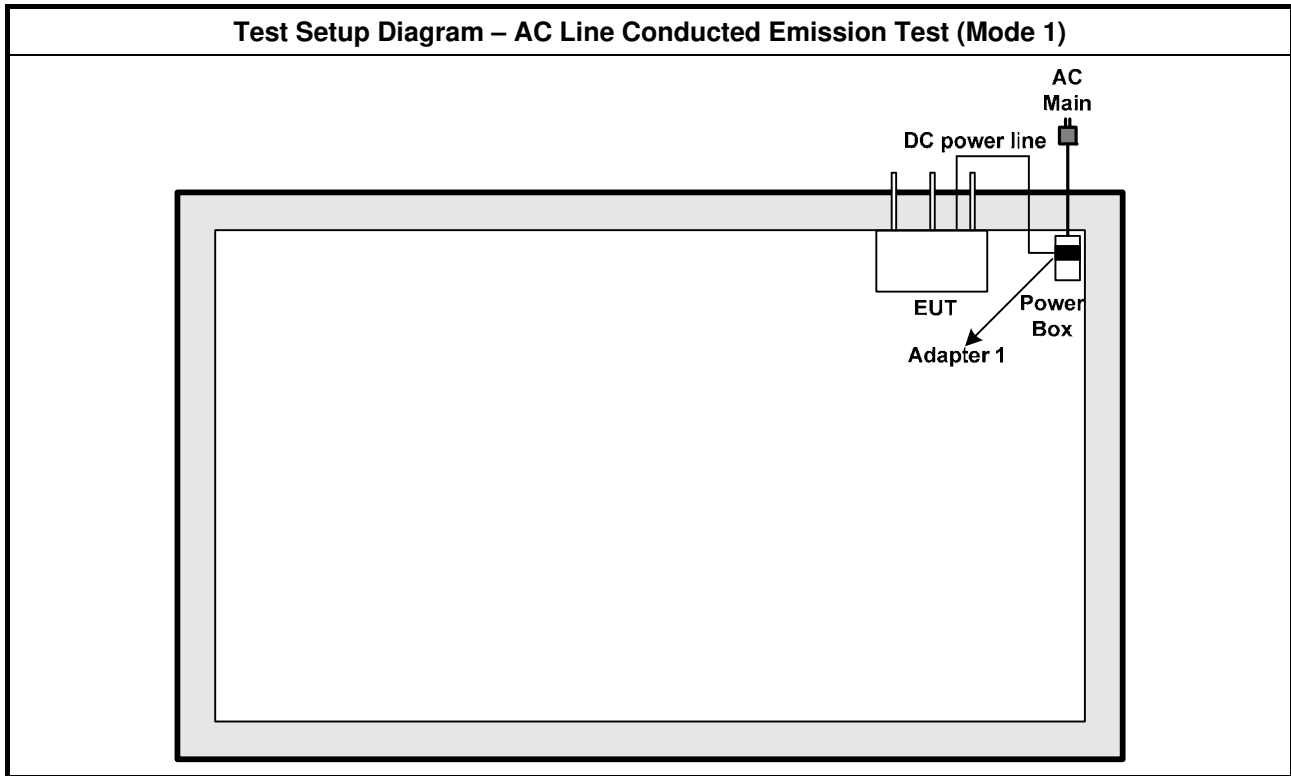 Test Setup Diagram – AC Line Conducted Emission Test (Mode 1)
AC
Main
DC power line
EUT
Power
Box
Adapter 1